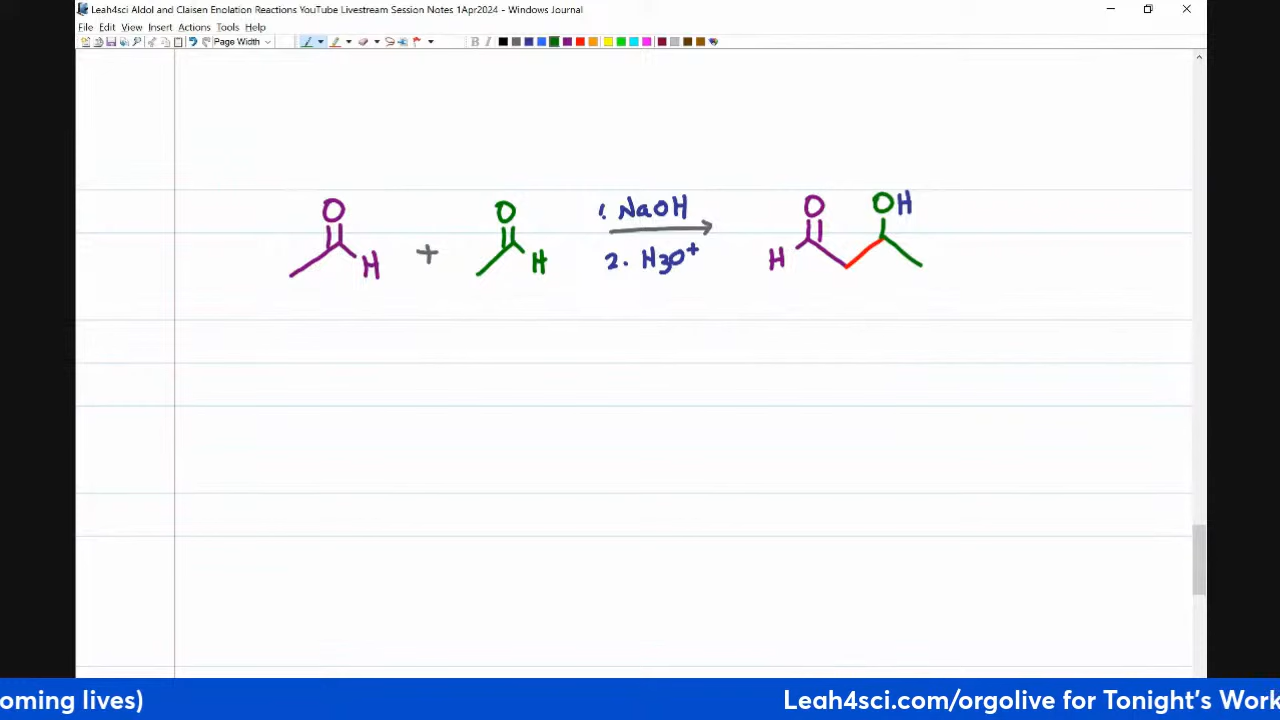 Leah4sci Aldol and Claisen Enolation Reactions YouTube Livestream Session Notes 1Apr2024 - Windows Journal
File Edit View Insert Actions Tools Help
Page Width B I
O O 1. NaOH O OH
H + H 2. H3O+ H
oming lives) Leah4sci.com/orgolive for Tonight's Work